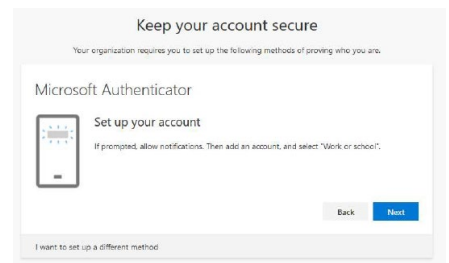 Keep your account secure
Your organization requires you to set up the following methods of proving who you are.
Microsoft Authenticator
Set up your account
If prompted, allow notifications. Then add an account, and select "Work or school".
Back Next
I want to set up a different method